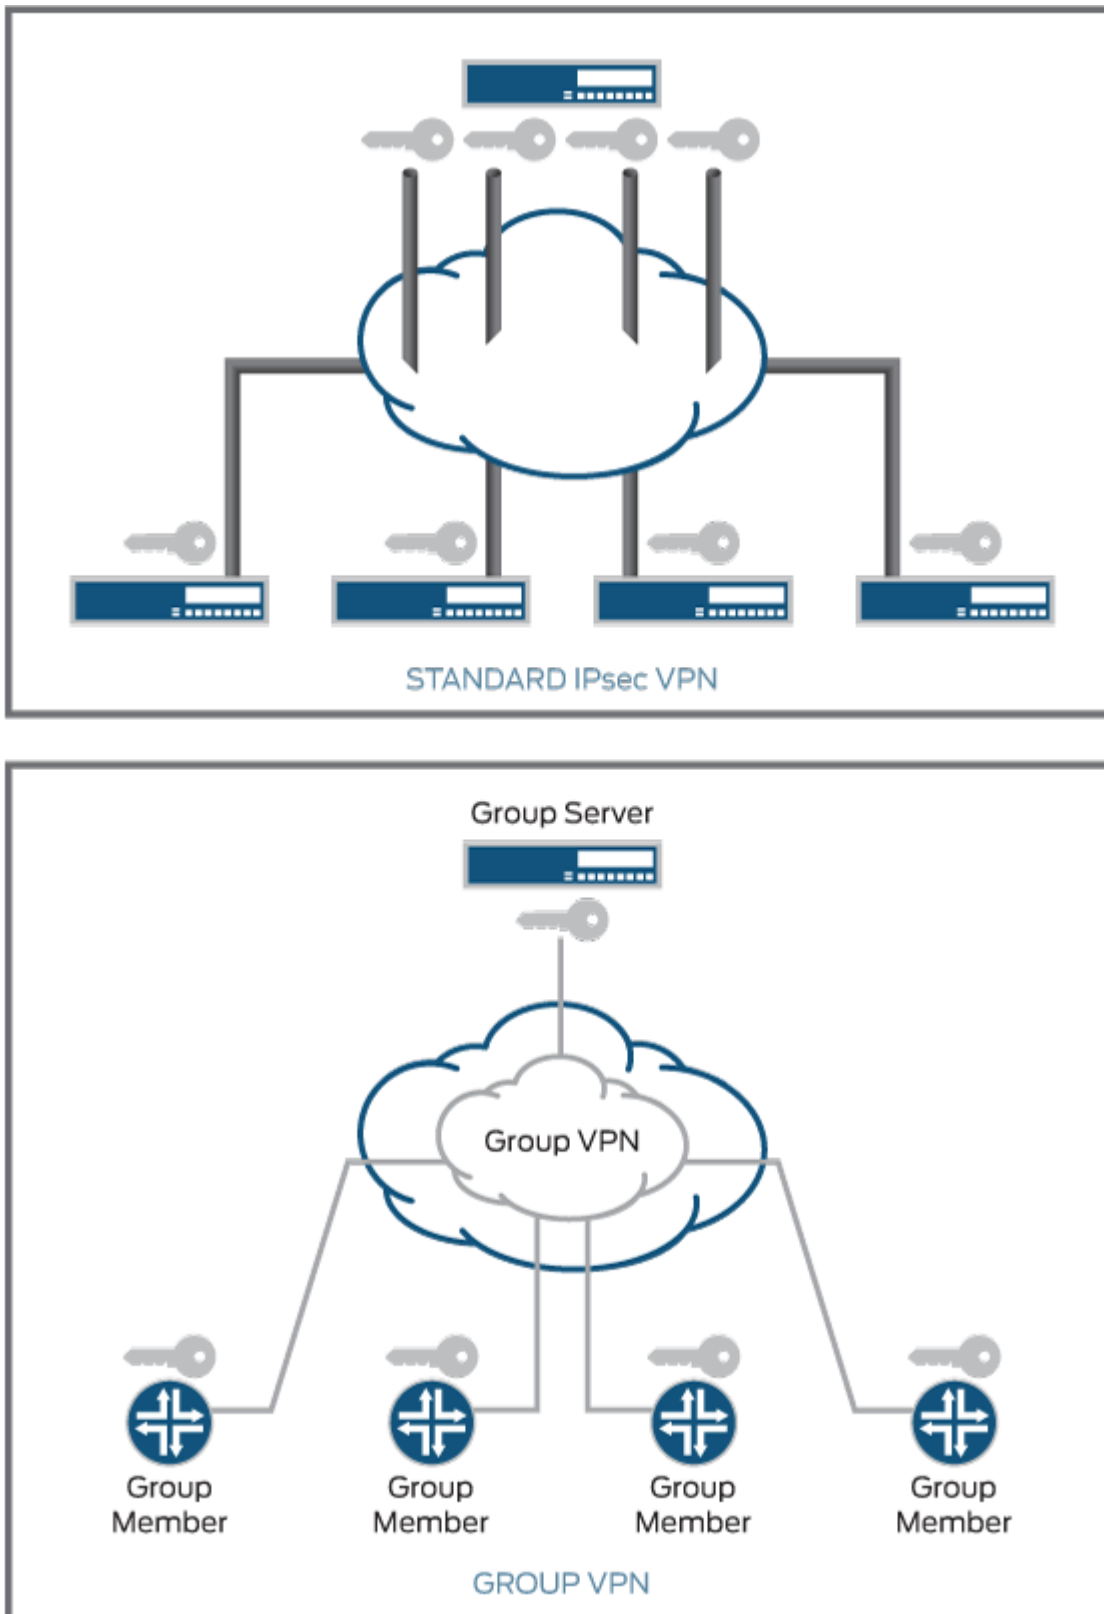 STANDARD IPsec VPN
Group Server
Group VPN
Group
Member
Group
Member
Group
Member
Group
Member
GROUP VPN